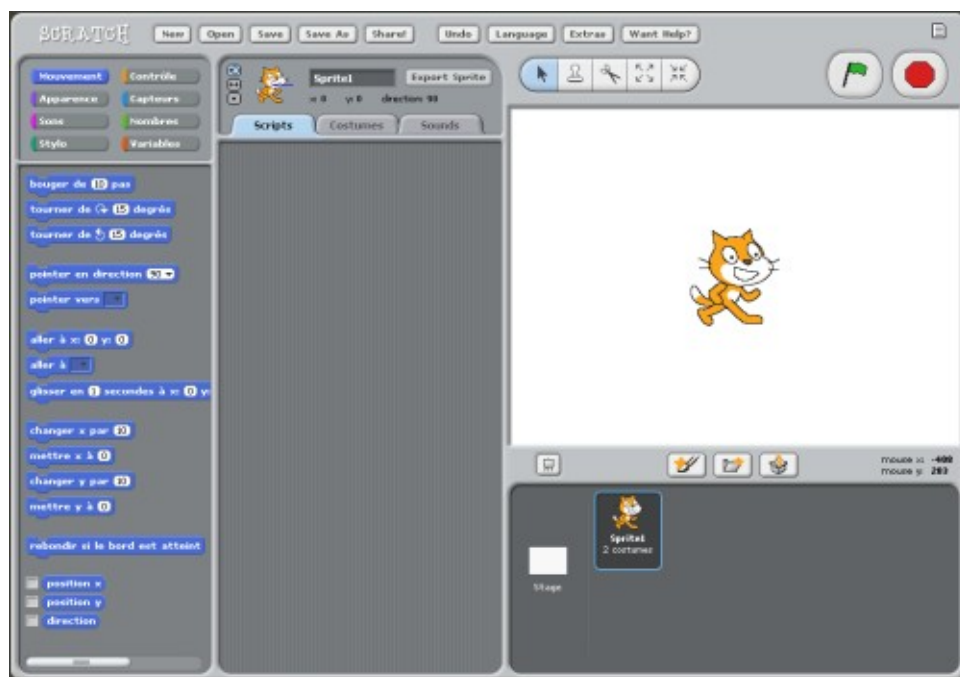 SCRATCH New Open Save Save As Share! Undo Language Extras Want Help?
Mouvement Contrôle
Apparence Capteurs
Sons Nombres
Stylo Variables
Sprite1 Export Sprite
x: 0 y: 0 direction 90
Scripts Costumes Sounds
bouger de 10 pas
tourner de 15 degrés
tourner de 15 degrés
pointer en direction 90
pointer vers
aller à x: 0 y: 0
aller à
glisser en 1 secondes à x: 0 y:
changer x par 10
mettre x à 0
changer y par 10
mettre y à 0
rebondir si le bord est atteint
position x
position y
direction
mouse x: -408
mouse y: 203
Sprite1
2 costumes
Stage